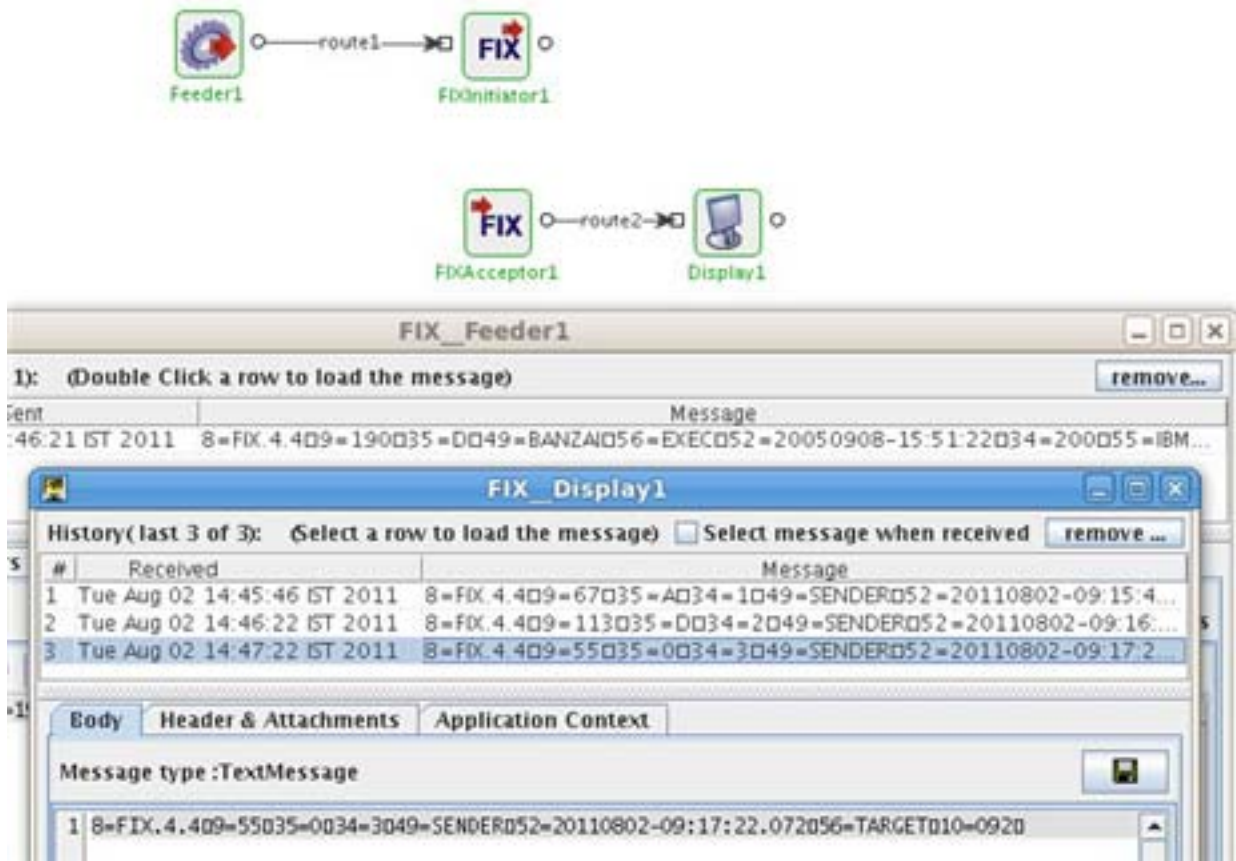 route1
FIX
Feeder1
FIXInitiator1
FIX
route2
FIXAcceptor1
Display1
FIX__Feeder1
1): (Double Click a row to load the message) remove...
Sent Message
:46:21 IST 2011 8=FIX.4.4□9=190□35=D□49=BANZAI□56=EXEC□52=20050908-15:51:22□34=200□55=IBM...
FIX__Display1
History( last 3 of 3): (Select a row to load the message) Select message when received remove ...
s
# Received Message
1 Tue Aug 02 14:45:46 IST 2011 8=FIX.4.4□9=67□35=A□34=1□49=SENDER□52=20110802-09:15:4...
2 Tue Aug 02 14:46:22 IST 2011 8=FIX.4.4□9=113□35=D□34=2□49=SENDER□52=20110802-09:16:...
s
3 Tue Aug 02 14:47:22 IST 2011 8=FIX.4.4□9=55□35=0□34=3□49=SENDER□52=20110802-09:17:2...
Body Header & Attachments Application Context
Message type :TextMessage
1 8=FIX.4.4□9=55□35=0□34=3□49=SENDER□52=20110802-09:17:22.072□56=TARGET□10=092□